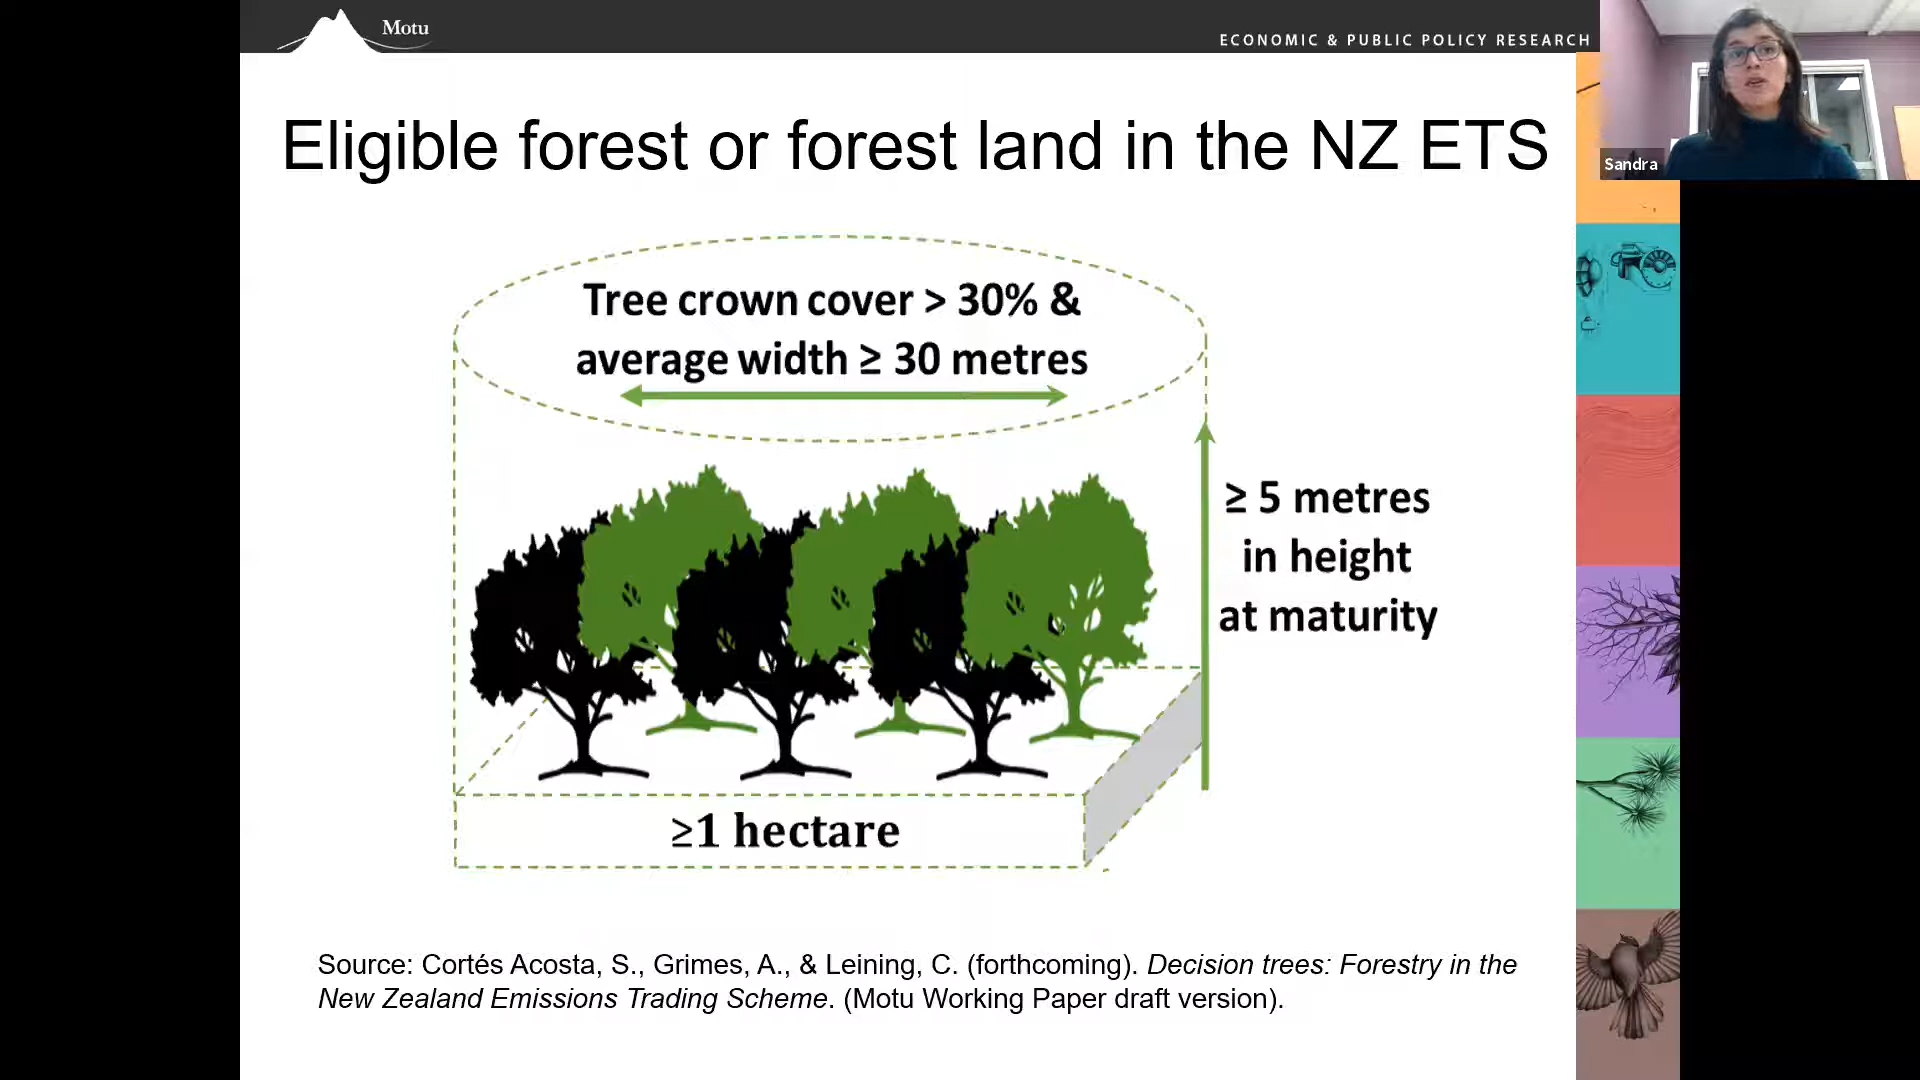 Motu
ECONOMIC & PUBLIC POLICY RESEARCH
Sandra
Eligible forest or forest land in the NZ ETS
Tree crown cover > 30% &
average width ≥ 30 metres
≥ 5 metres
in height
at maturity
≥1 hectare
Source: Cortés Acosta, S., Grimes, A., & Leining, C. (forthcoming). Decision trees: Forestry in the
New Zealand Emissions Trading Scheme. (Motu Working Paper draft version).